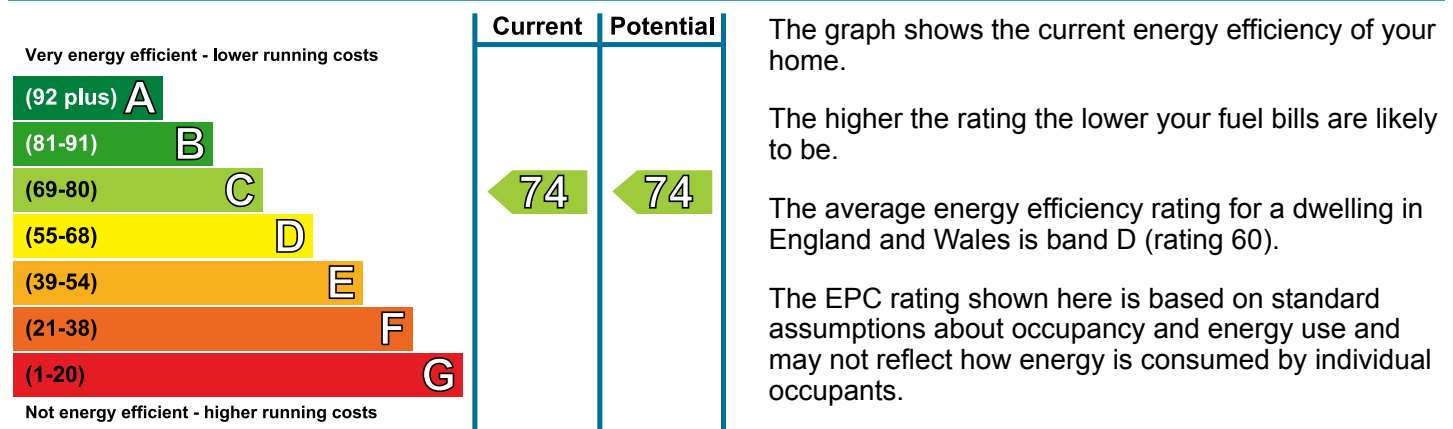 Current Potential
Very energy efficient - lower running costs
(92 plus) A
(81-91) B
(69-80) C
74 74
(55-68) D
(39-54) E
(21-38) F
(1-20) G
Not energy efficient - higher running costs
The graph shows the current energy efficiency of your
home.
The higher the rating the lower your fuel bills are likely
to be.
The average energy efficiency rating for a dwelling in
England and Wales is band D (rating 60).
The EPC rating shown here is based on standard
assumptions about occupancy and energy use and
may not reflect how energy is consumed by individual
occupants.